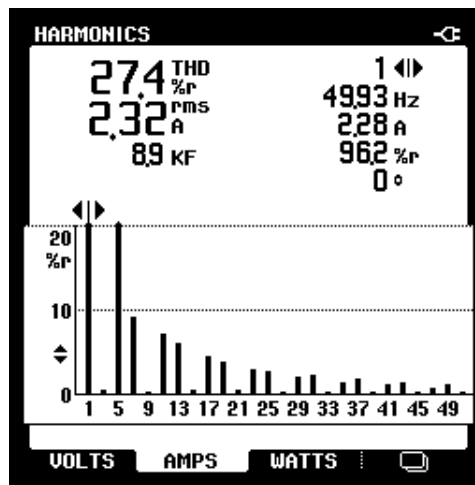 HARMONICS
27.4 THD %r
2.32 rms A
8.9 KF
1
49.93 Hz
2.28 A
96.2 %r
0 °
20
%r
10
0
1 5 9 13 17 21 25 29 33 37 41 45 49
VOLTS AMPS WATTS